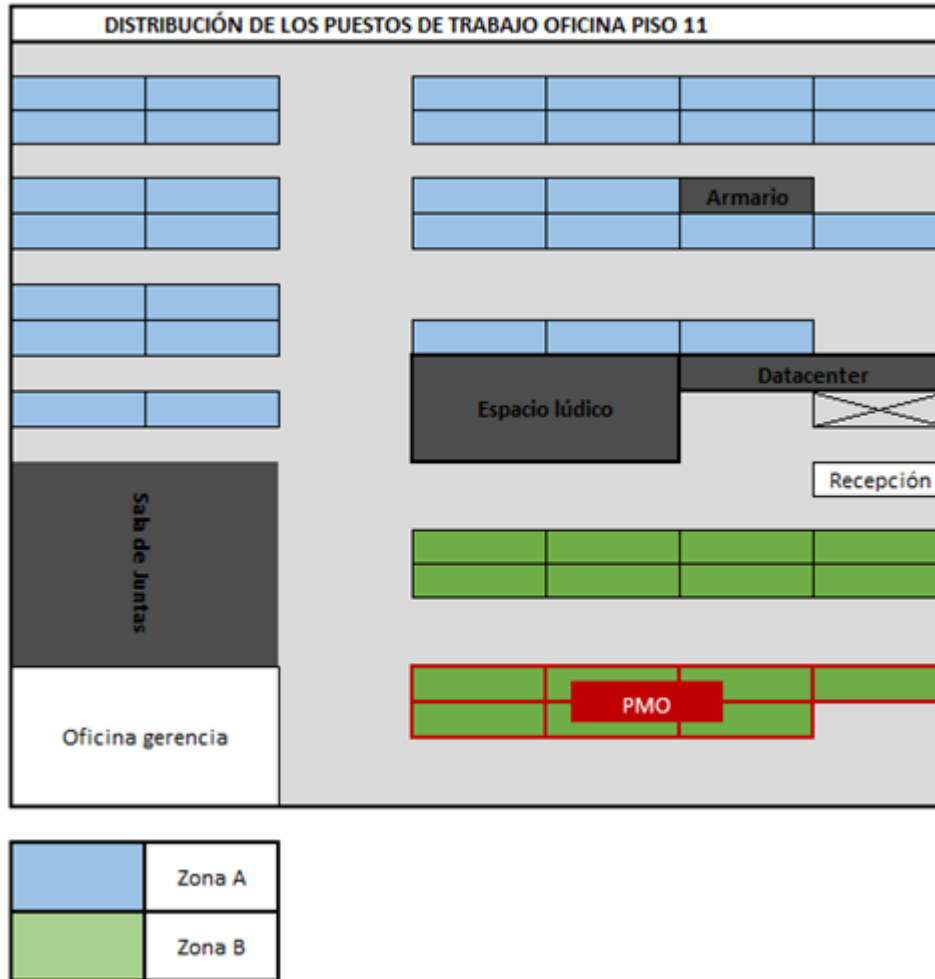 DISTRIBUCIÓN DE LOS PUESTOS DE TRABAJO OFICINA PISO 11
Armario
Datacenter
Espacio lúdico
Recepción
Sala de Juntas
PMO
Oficina gerencia
Zona A
Zona B